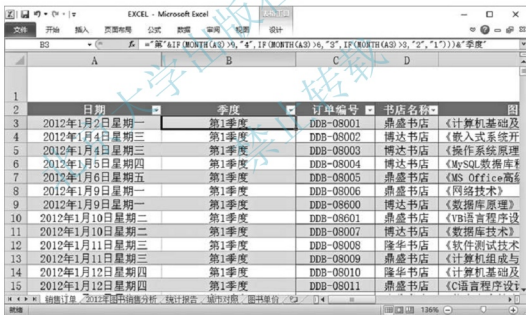 EXCEL - Microsoft Excel
文件 开始 插入 页面布局 公式 数据 审阅 视图 设计
B3 fx ="第"&IF(MONTH(A3)>9,"4",IF(MONTH(A3)>6,"3",IF(MONTH(A3)>3,"2","1")))&"季度"
A B C D
1
2 日期 季度 订单编号 书店名称 图
3 2012年1月2日星期一 第1季度 DDB-08001 鼎盛书店 《计算机基础及
4 2012年1月4日星期三 第1季度 DDB-08002 博达书店 《嵌入式系统开
5 2012年1月4日星期三 第1季度 DDB-08003 博达书店 《操作系统原理
6 2012年1月5日星期四 第1季度 DDB-08004 博达书店 《MySQL数据库程
7 2012年1月6日星期五 第1季度 DDB-08005 鼎盛书店 《MS Office高级
8 2012年1月9日星期一 第1季度 DDB-08006 鼎盛书店 《网络技术》
9 2012年1月9日星期一 第1季度 DDB-08600 博达书店 《数据库原理》
10 2012年1月10日星期二 第1季度 DDB-08601 鼎盛书店 《VB语言程序设
11 2012年1月10日星期二 第1季度 DDB-08007 博达书店 《数据库技术》
12 2012年1月11日星期三 第1季度 DDB-08008 隆华书店 《软件测试技术
13 2012年1月11日星期三 第1季度 DDB-08009 鼎盛书店 《计算机组成与
14 2012年1月12日星期四 第1季度 DDB-08010 隆华书店 《计算机基础及
15 2012年1月12日星期四 第1季度 DDB-08011 鼎盛书店 《C语言程序设计
销售订单 2012年图书销售分析 统计报告 城市对照 图书单价
就绪 136%
大学出版
禁止转载